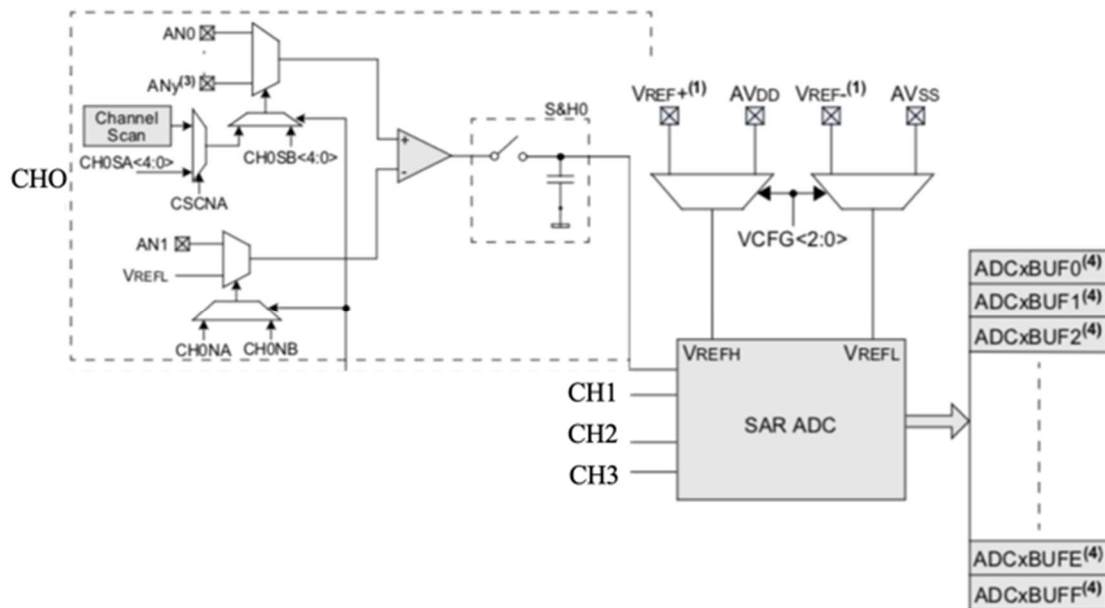 AN0
ANy(3)
Channel
Scan
CH0SA<4:0>
CH0SB<4:0>
CSCNA
CHO
AN1
VREFL
CH0NA
CH0NB
+
-
S&H0
VREF+(1)
AVDD
VREF-(1)
AVSS
VCFG<2:0>
VREFH
VREFL
SAR ADC
CH1
CH2
CH3
ADCxBUF0(4)
ADCxBUF1(4)
ADCxBUF2(4)
ADCxBUFE(4)
ADCxBUFF(4)